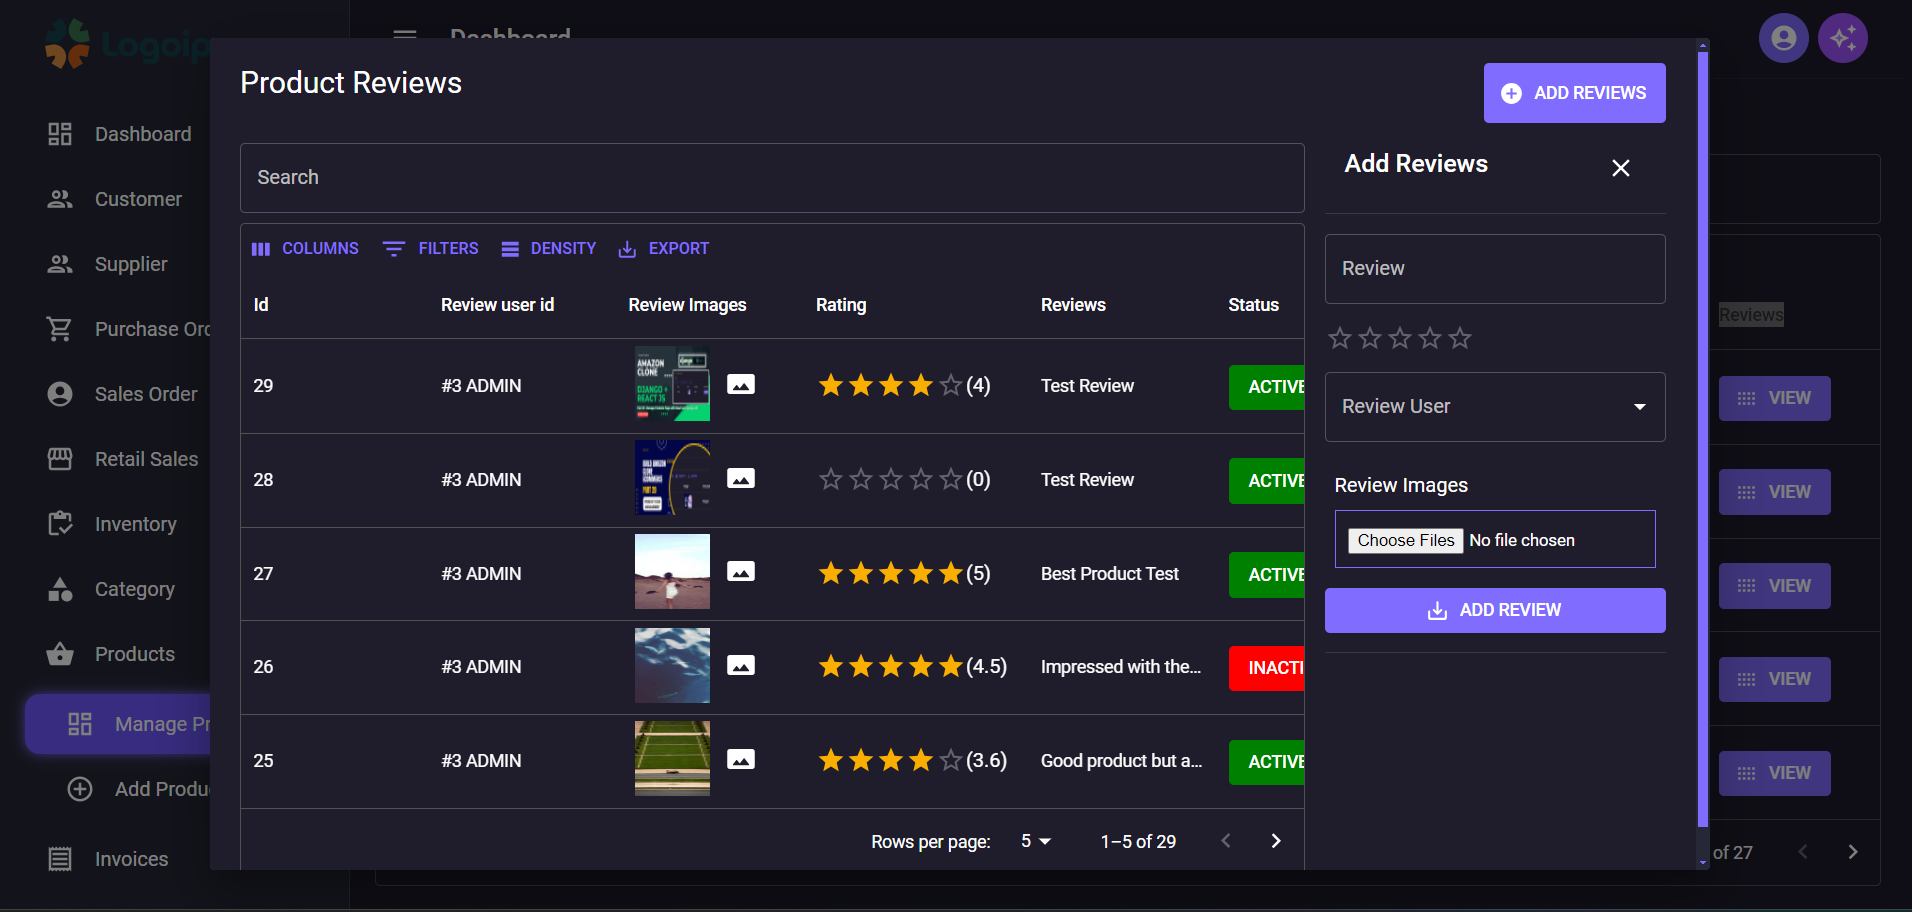 Logoip
Dashboard
Dashboard
Customer
Supplier
Purchase Ord
Sales Order
Retail Sales
Inventory
Category
Products
Manage Pr
Add Produ
Invoices
Product Reviews
ADD REVIEWS
Search
COLUMNS FILTERS DENSITY EXPORT
Id Review user id Review Images Rating Reviews Status
29 #3 ADMIN AMAZON CLONE DJANGO + REACT JS (4) Test Review ACTIVE
28 #3 ADMIN BUILD AMAZON CLONE ECOMMERCE (0) Test Review ACTIVE
27 #3 ADMIN (5) Best Product Test ACTIVE
26 #3 ADMIN (4.5) Impressed with the... INACTI
25 #3 ADMIN (3.6) Good product but a... ACTIVE
Rows per page: 5 1–5 of 29
Add Reviews
Review
Review User
Review Images
Choose Files No file chosen
ADD REVIEW
Reviews
VIEW
VIEW
VIEW
VIEW
VIEW
of 27